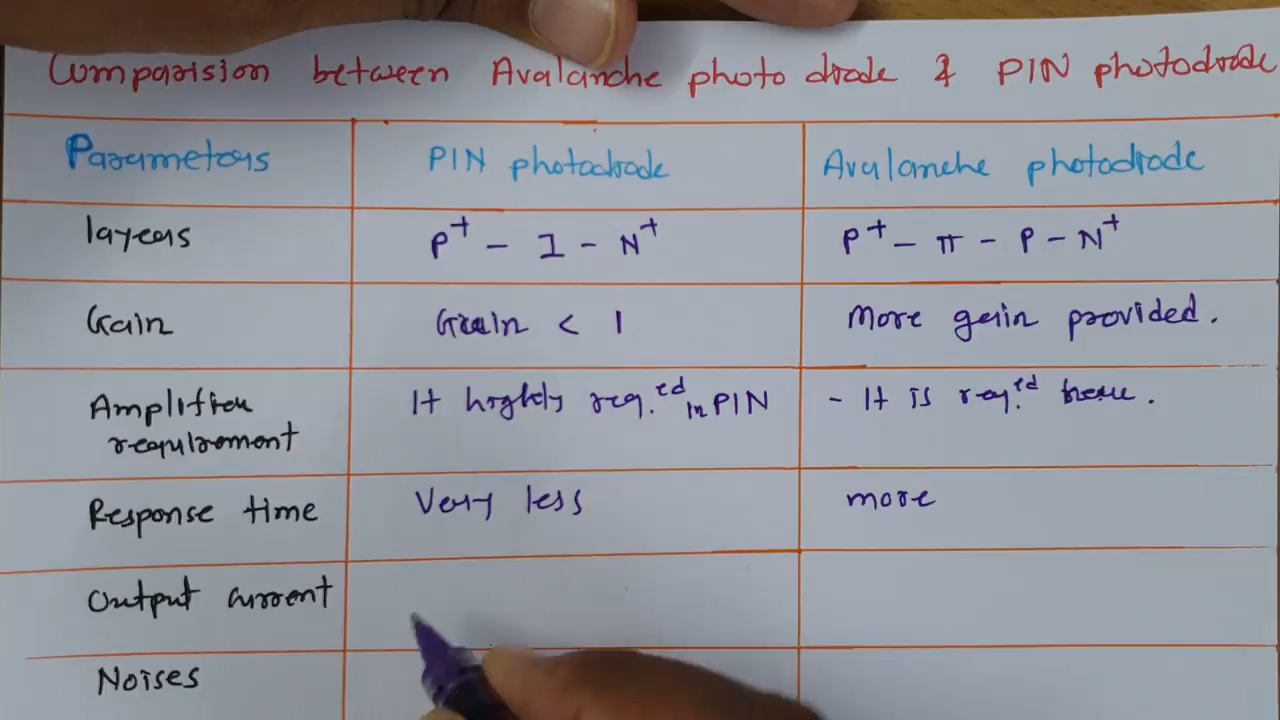 Comparision between Avalanche photo diode & PIN photodiode
Parameters PIN photodiode Avalanche photodiode
layers P+ - I - N+ P+ - π - P - N+
Gain Gain < 1 More gain provided.
Amplifier requirement It highly req.ed in PIN - It is req.ed here.
Response time Very less more
Output current
Noises